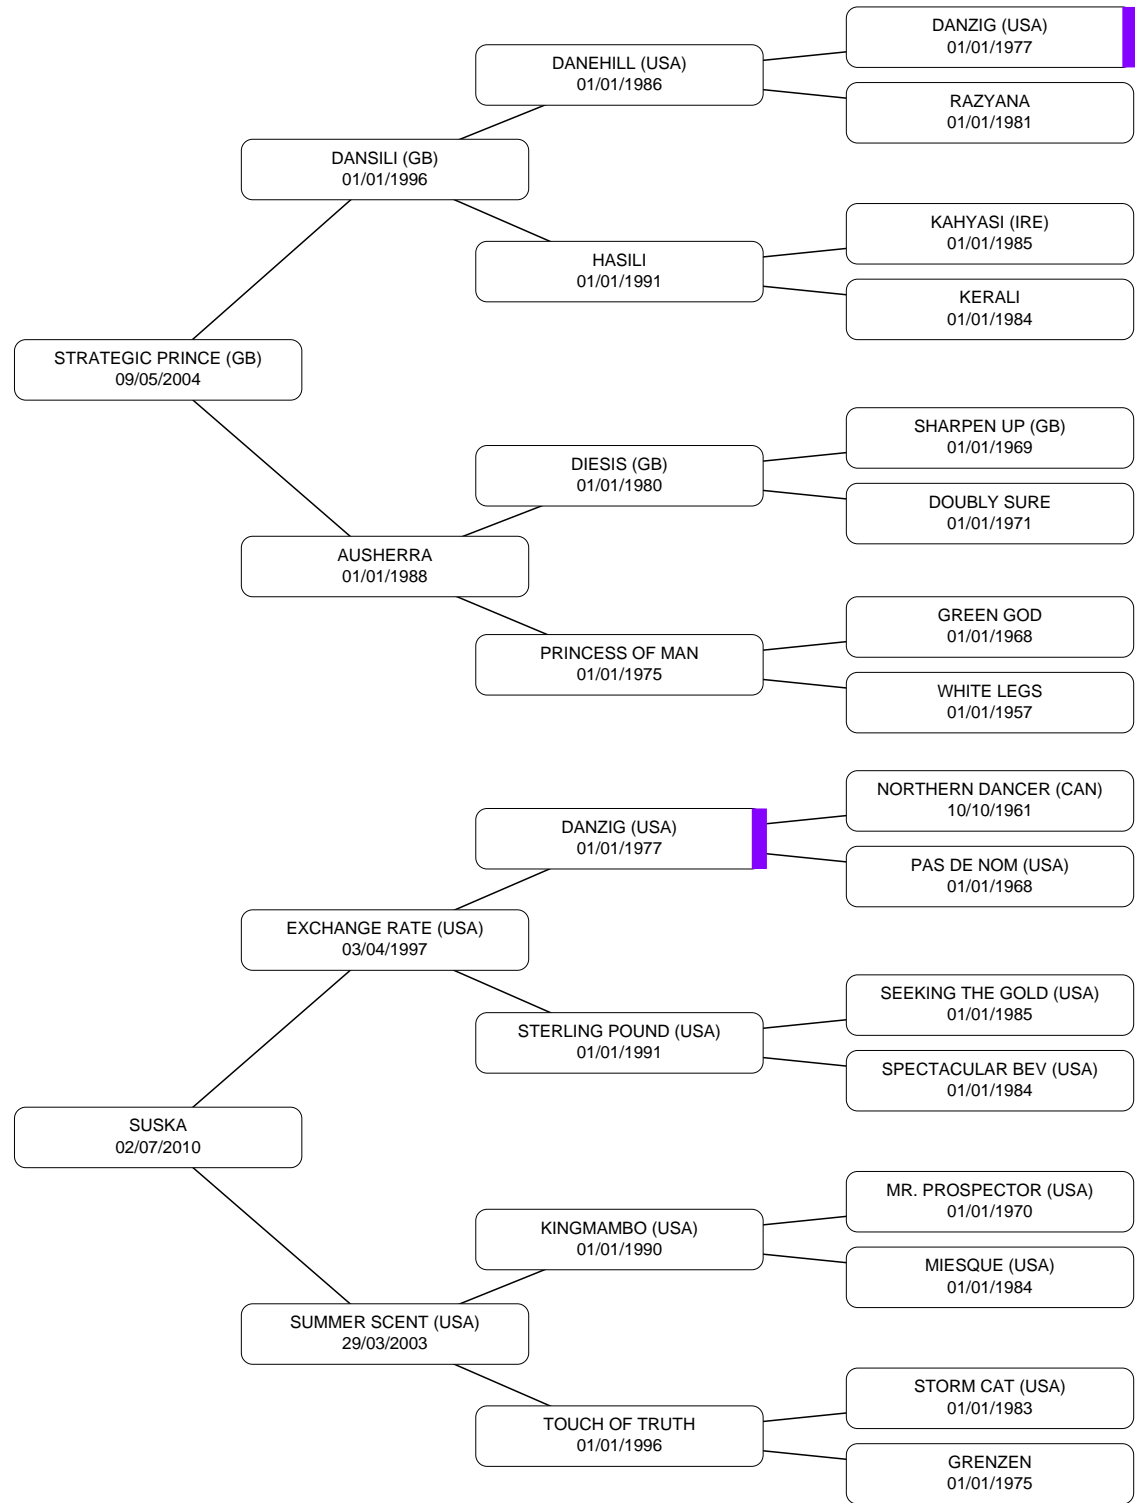 DANZIG (USA)
01/01/1977
DANEHILL (USA)
01/01/1986
RAZYANA
01/01/1981
DANSILI (GB)
01/01/1996
KAHYASI (IRE)
01/01/1985
HASILI
01/01/1991
KERALI
01/01/1984
STRATEGIC PRINCE (GB)
09/05/2004
SHARPEN UP (GB)
01/01/1969
DIESIS (GB)
01/01/1980
DOUBLY SURE
01/01/1971
AUSHERRA
01/01/1988
GREEN GOD
01/01/1968
PRINCESS OF MAN
01/01/1975
WHITE LEGS
01/01/1957
NORTHERN DANCER (CAN)
10/10/1961
DANZIG (USA)
01/01/1977
PAS DE NOM (USA)
01/01/1968
EXCHANGE RATE (USA)
03/04/1997
SEEKING THE GOLD (USA)
01/01/1985
STERLING POUND (USA)
01/01/1991
SPECTACULAR BEV (USA)
01/01/1984
SUSKA
02/07/2010
MR. PROSPECTOR (USA)
01/01/1970
KINGMAMBO (USA)
01/01/1990
MIESQUE (USA)
01/01/1984
SUMMER SCENT (USA)
29/03/2003
STORM CAT (USA)
01/01/1983
TOUCH OF TRUTH
01/01/1996
GRENZEN
01/01/1975